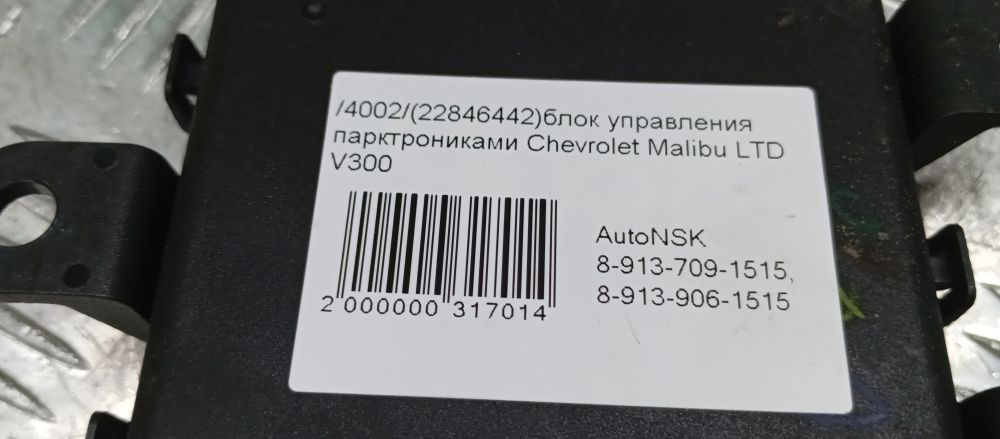 /4002/(22846442)блок управления
парктрониками Chevrolet Malibu LTD
V300
2 000000 317014
AutoNSK
8-913-709-1515,
8-913-906-1515